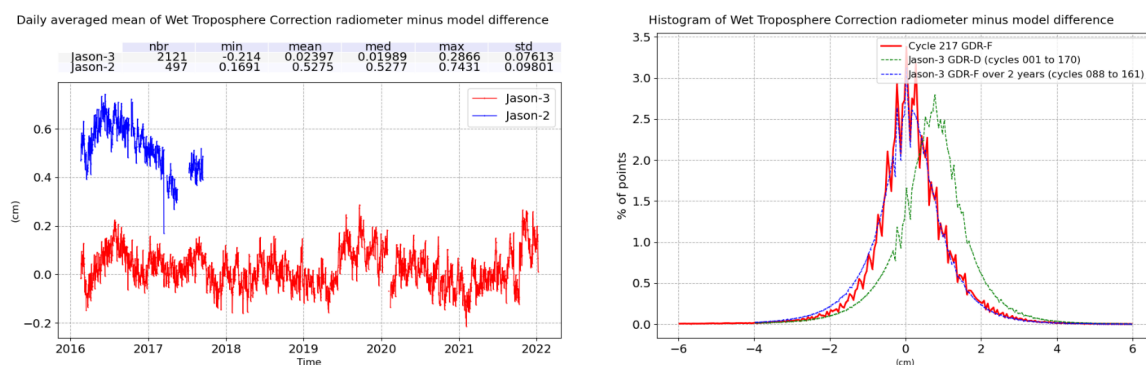 Daily averaged mean of Wet Troposphere Correction radiometer minus model difference
nbr min mean med max std
Jason-3 2121 -0.214 0.02397 0.01989 0.2866 0.07613
Jason-2 497 0.1691 0.5275 0.5277 0.7431 0.09801
Jason-3
Jason-2
0.6
0.4
0.2
0.0
−0.2
(cm)
2016 2017 2018 2019 2020 2021 2022
Time
Histogram of Wet Troposphere Correction radiometer minus model difference
Cycle 217 GDR-F
Jason-3 GDR-D (cycles 001 to 170)
Jason-3 GDR-F over 2 years (cycles 088 to 161)
3.5
3.0
2.5
2.0
1.5
1.0
0.5
0.0
% of points
−6 −4 −2 0 2 4 6
(cm)